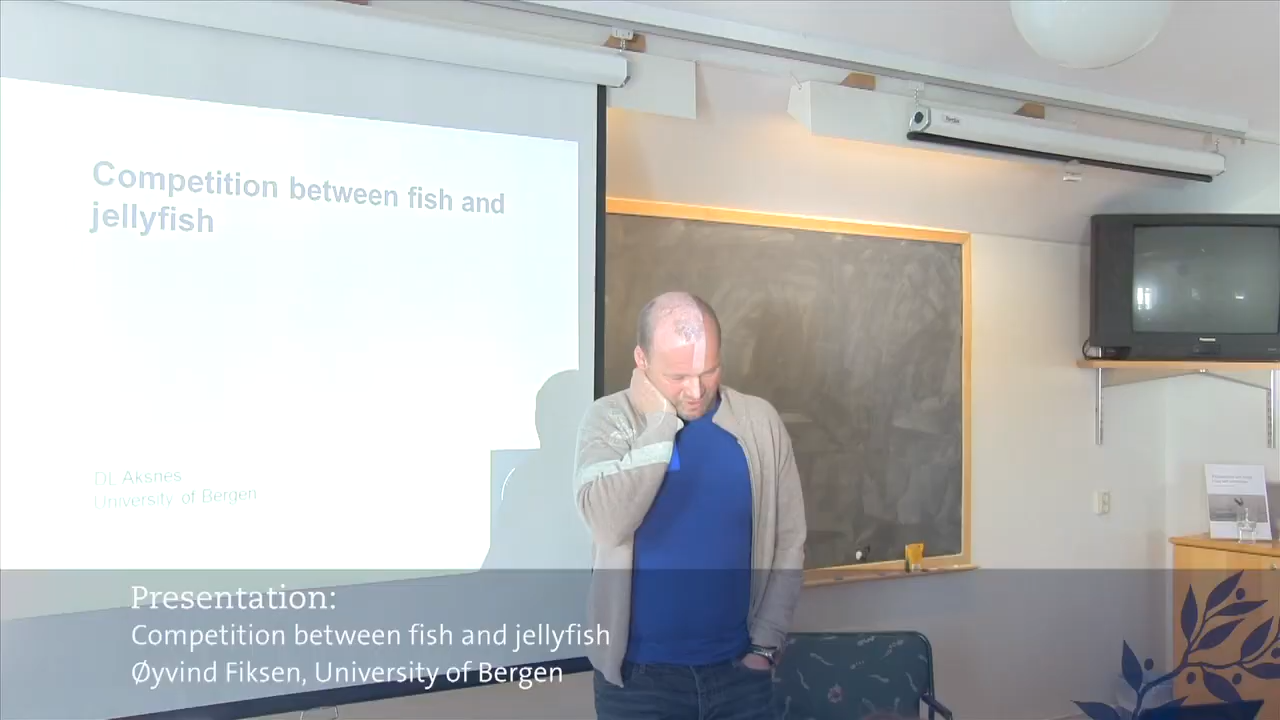 Competition between fish and
jellyfish
DL Aksnes
University of Bergen
Panasonic
Presentation:
Competition between fish and jellyfish
Øyvind Fiksen, University of Bergen